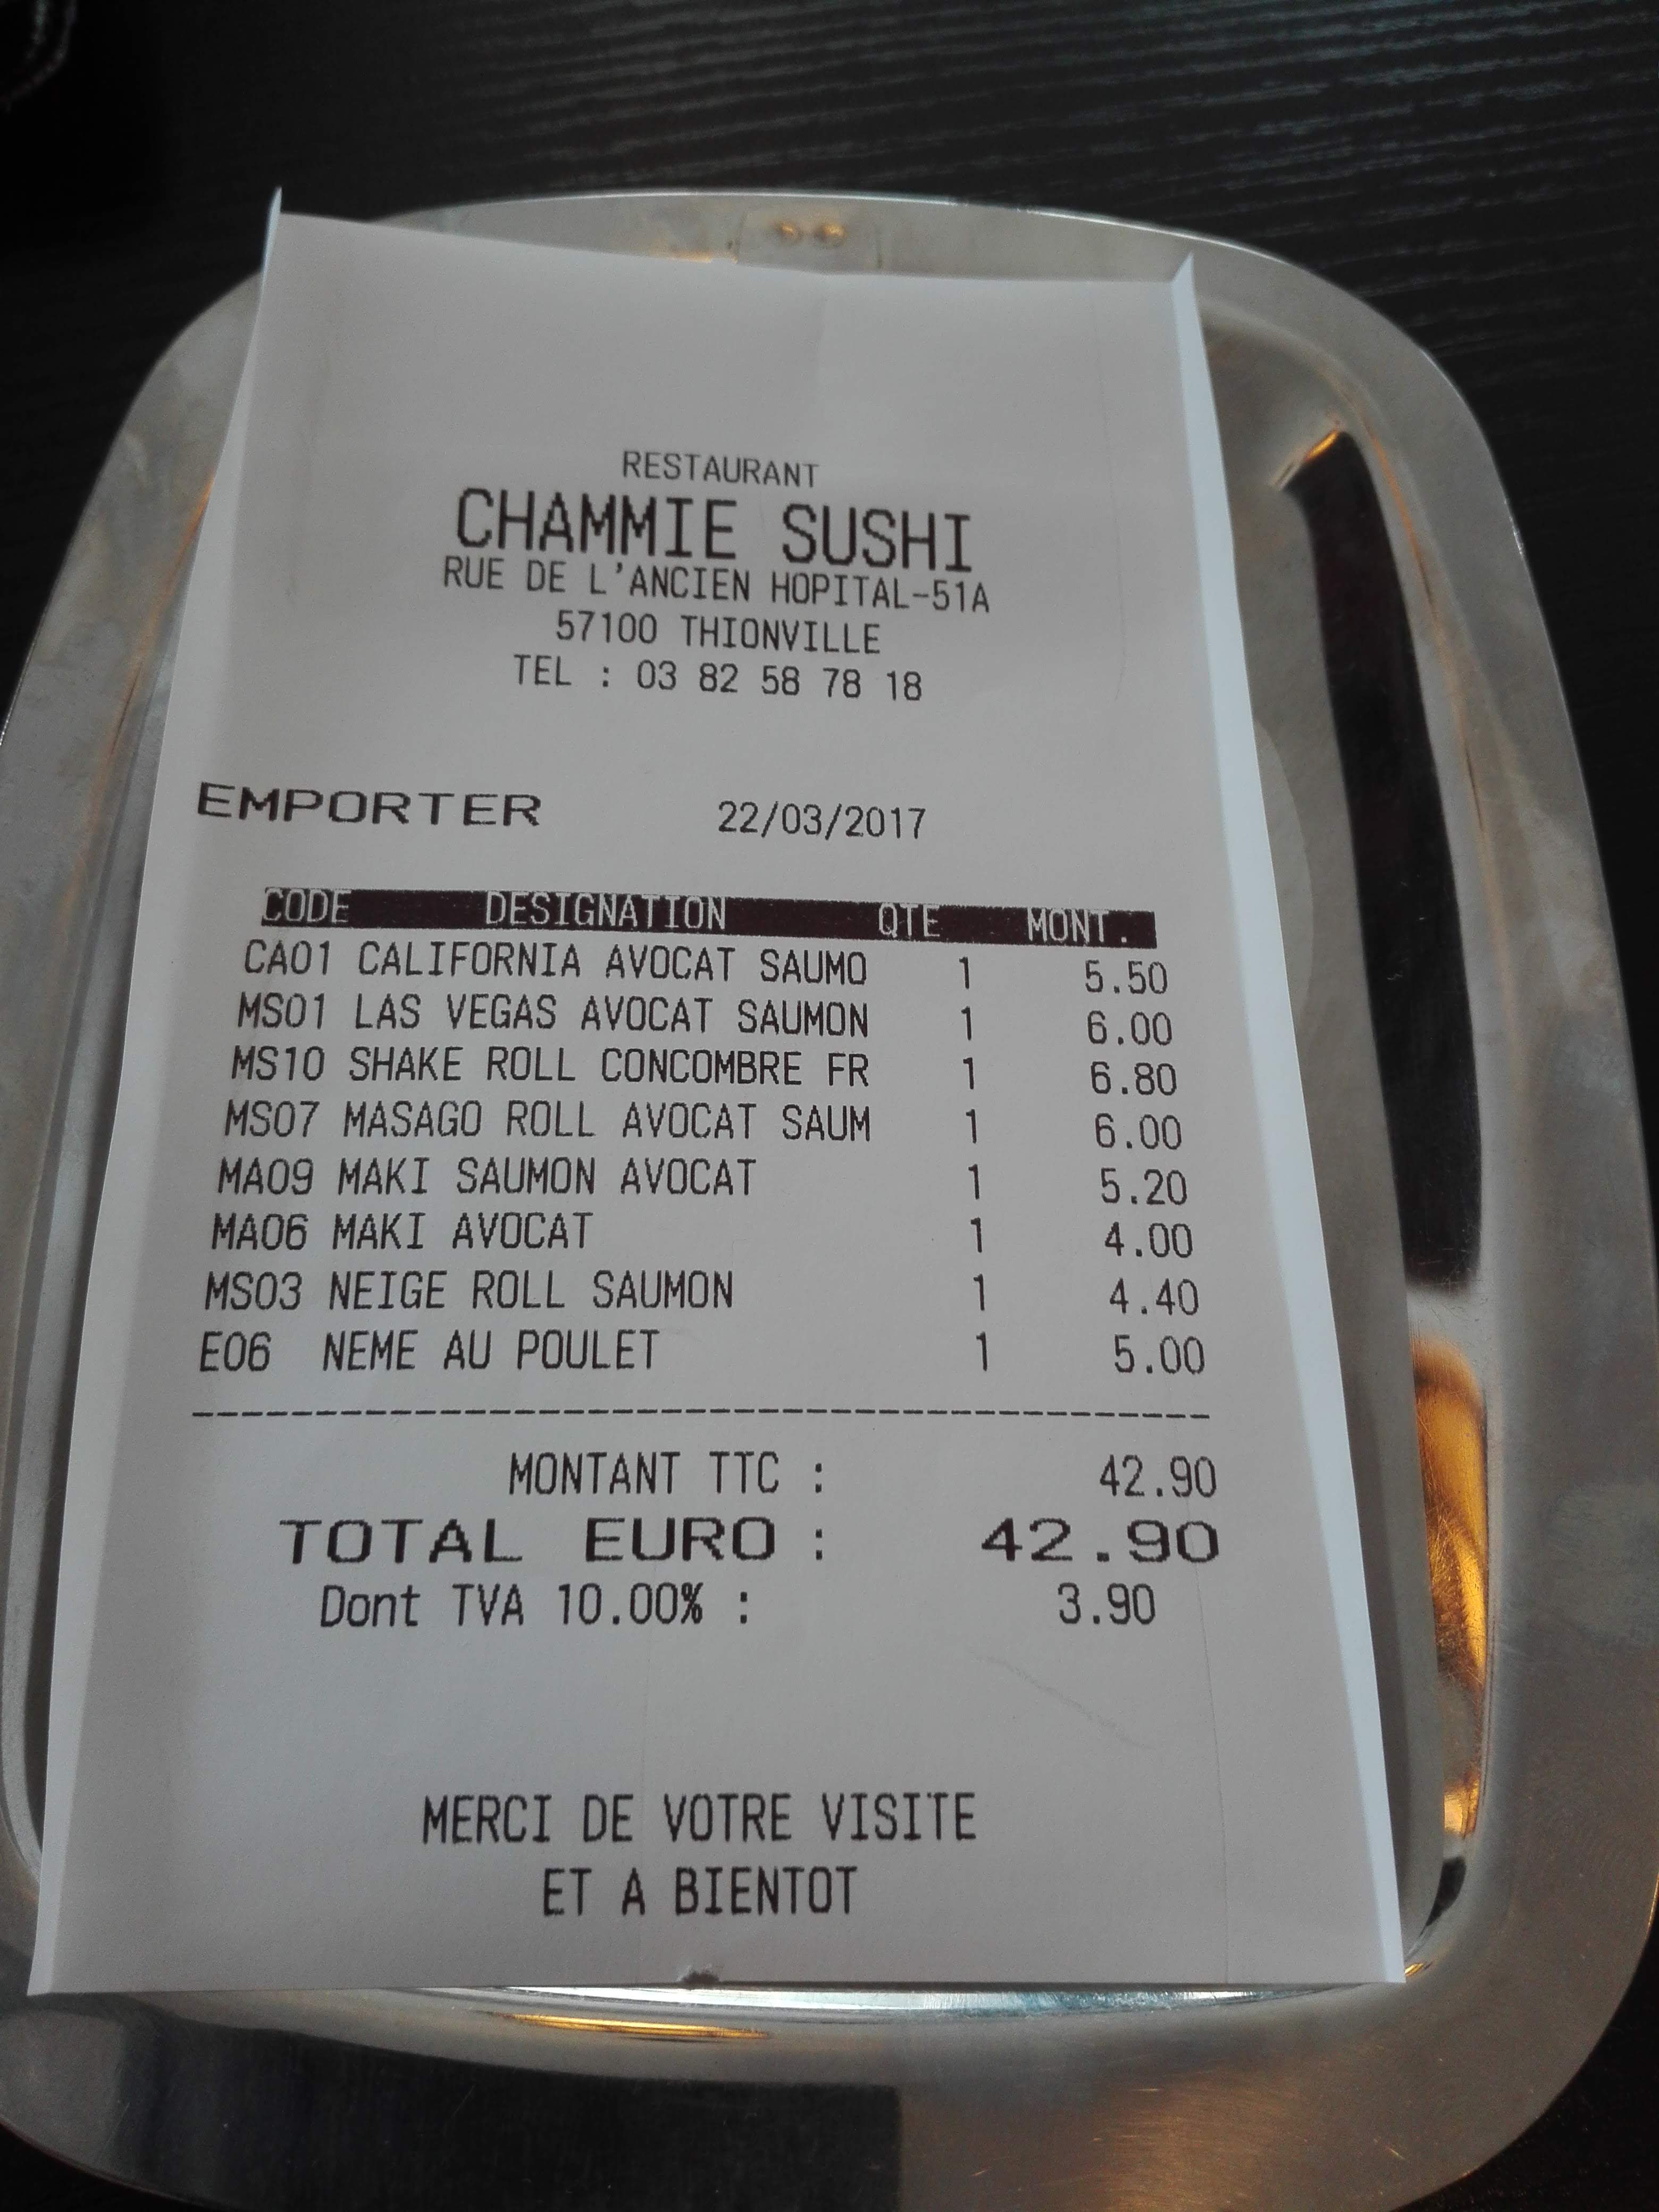 RESTAURANT
CHAMMIE SUSHI
RUE DE L'ANCIEN HOPITAL-51A
57100 THIONVILLE
TEL : 03 82 58 78 18
EMPORTER 22/03/2017
CODE DESIGNATION QTE MONT.
CA01 CALIFORNIA AVOCAT SAUMO 1 5.50
MS01 LAS VEGAS AVOCAT SAUMON 1 6.00
MS10 SHAKE ROLL CONCOMBRE FR 1 6.80
MS07 MASAGO ROLL AVOCAT SAUM 1 6.00
MA09 MAKI SAUMON AVOCAT 1 5.20
MA06 MAKI AVOCAT 1 4.00
MS03 NEIGE ROLL SAUMON 1 4.40
E06 NEME AU POULET 1 5.00
MONTANT TTC : 42.90
TOTAL EURO : 42.90
Dont TVA 10.00% : 3.90
MERCI DE VOTRE VISITE
ET A BIENTOT